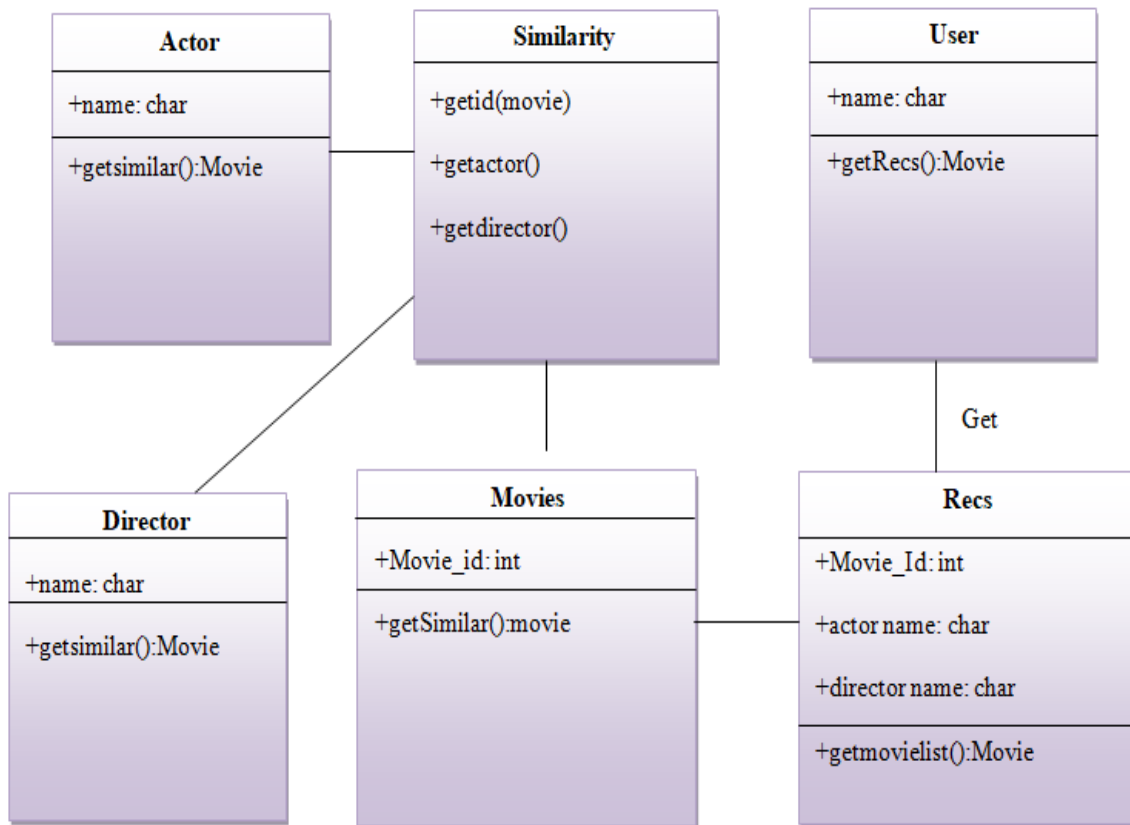 Actor
+name: char
+getsimilar():Movie
Similarity
+getid(movie)
+getactor()
+getdirector()
User
+name: char
+getRecs():Movie
Get
Director
+name: char
+getsimilar():Movie
Movies
+Movie_id: int
+getSimilar():movie
Recs
+Movie_Id: int
+actor name: char
+director name: char
+getmovielist():Movie